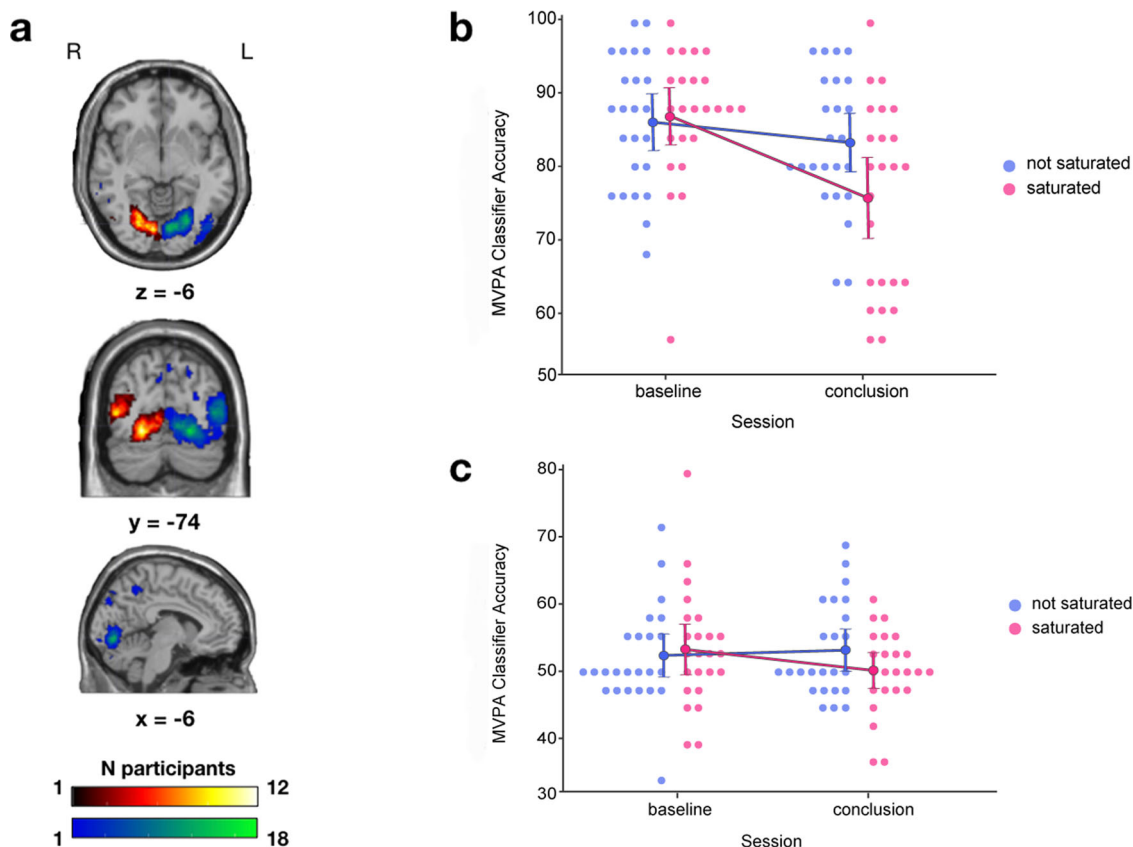 a
R L
z = -6
y = -74
x = -6
N participants
1 12
1 18
b
MVPA Classifier Accuracy
100
90
80
70
60
50
baseline conclusion
Session
not saturated
saturated
c
MVPA Classifier Accuracy
80
70
60
50
40
30
baseline conclusion
Session
not saturated
saturated